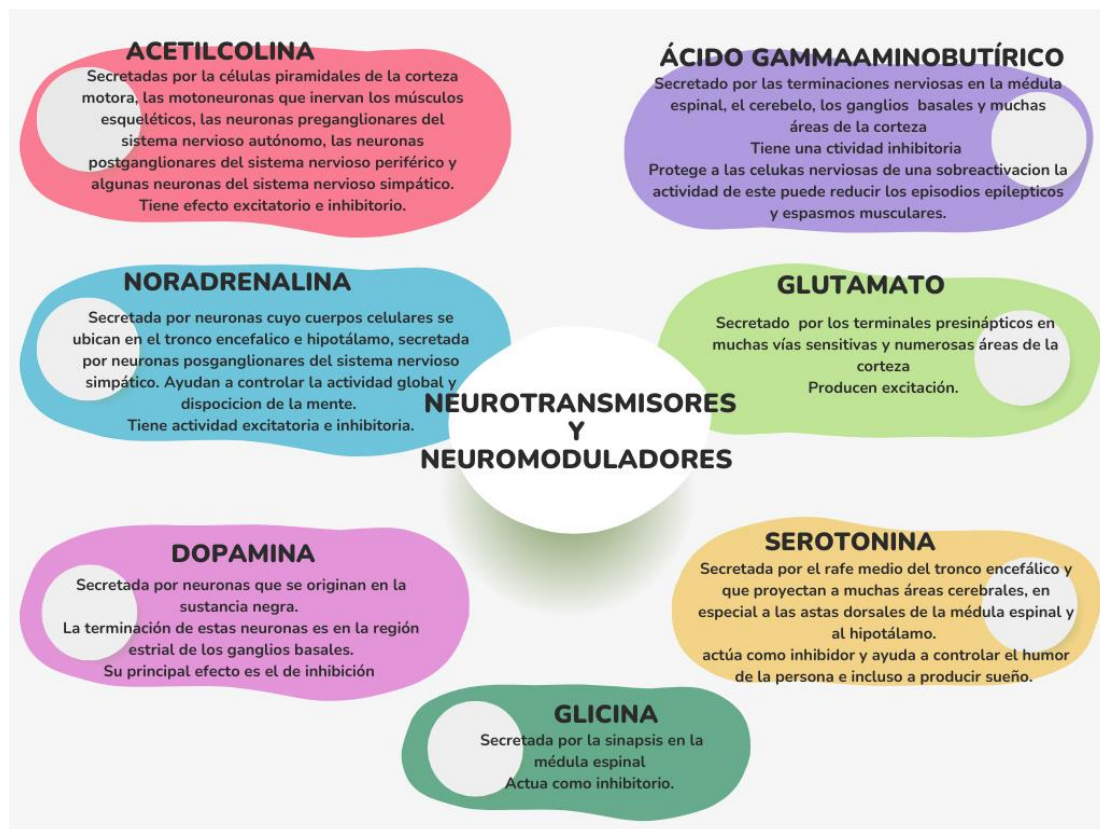 ACETILCOLINA
Secretadas por la células piramidales de la corteza
motora, las motoneuronas que inervan los músculos
esqueléticos, las neuronas preganglionares del
sistema nervioso autónomo, las neuronas
postganglionares del sistema nervioso periférico y
algunas neuronas del sistema nervioso simpático.
Tiene efecto excitatorio e inhibitorio.
ÁCIDO GAMMAAMINOBUTÍRICO
Secretado por las terminaciones nerviosas en la médula
espinal, el cerebelo, los ganglios basales y muchas
áreas de la corteza
Tiene una ctividad inhibitoria
Protege a las celukas nerviosas de una sobreactivacion la
actividad de este puede reducir los episodios epilepticos
y espasmos musculares.
NORADRENALINA
Secretada por neuronas cuyo cuerpos celulares se
ubican en el tronco encefalico e hipotálamo, secretada
por neuronas posganglionares del sistema nervioso
simpático. Ayudan a controlar la actividad global y
dispocicion de la mente.
Tiene actividad excitatoria e inhibitoria.
GLUTAMATO
Secretado por los terminales presinápticos en
muchas vías sensitivas y numerosas áreas de la
corteza
Producen excitación.
NEUROTRANSMISORES
Y
NEUROMODULADORES
DOPAMINA
Secretada por neuronas que se originan en la
sustancia negra.
La terminación de estas neuronas es en la región
estrial de los ganglios basales.
Su principal efecto es el de inhibición
SEROTONINA
Secretada por el rafe medio del tronco encefálico y
que proyectan a muchas áreas cerebrales, en
especial a las astas dorsales de la médula espinal y
al hipotálamo.
actúa como inhibidor y ayuda a controlar el humor
de la persona e incluso a producir sueño.
GLICINA
Secretada por la sinapsis en la
médula espinal
Actua como inhibitorio.